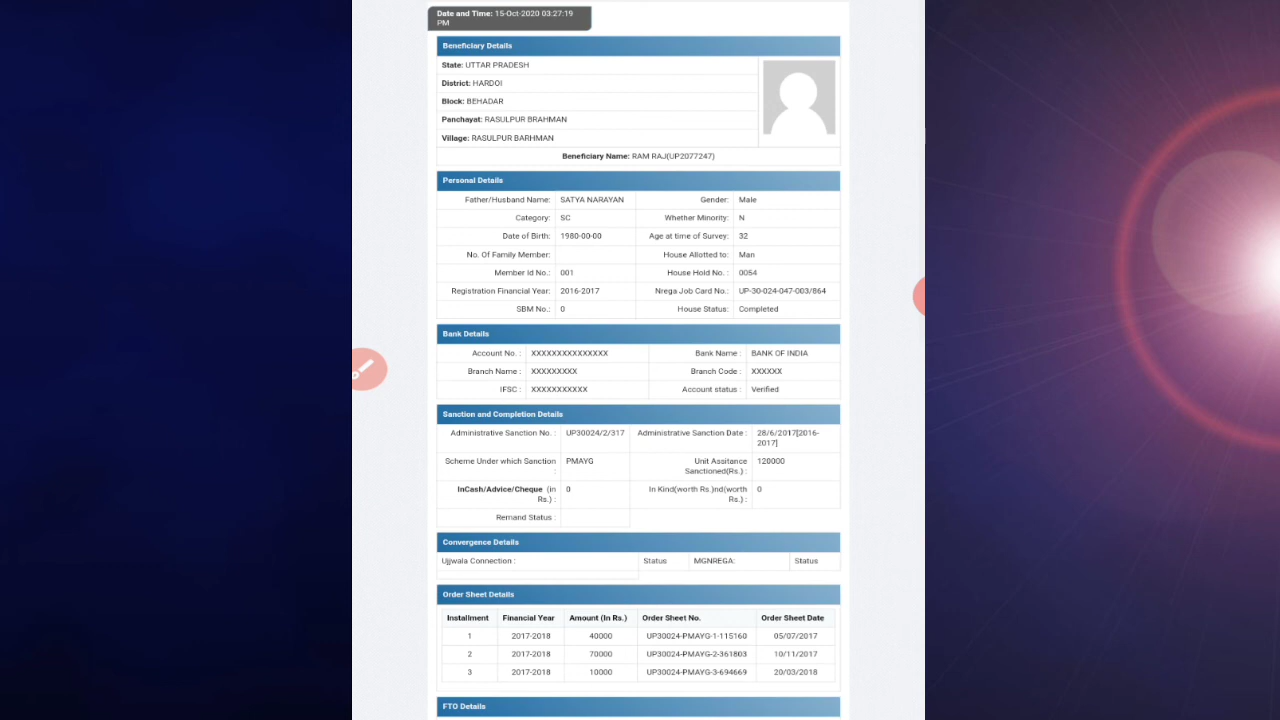 Date and Time: 15-Oct-2020 03:27:19
PM
Beneficiary Details
State: UTTAR PRADESH
District: HARDOI
Block: BEHADAR
Panchayat: RASULPUR BRAHMAN
Village: RASULPUR BARHMAN
Beneficiary Name: RAM RAJ(UP2077247)
Personal Details
Father/Husband Name: SATYA NARAYAN Gender: Male
Category: SC Whether Minority: N
Date of Birth: 1980-00-00 Age at time of Survey: 32
No. Of Family Member: House Allotted to: Man
Member Id No.: 001 House Hold No. : 0054
Registration Financial Year: 2016-2017 Nrega Job Card No.: UP-30-024-047-003/864
SBM No.: 0 House Status: Completed
Bank Details
Account No. : XXXXXXXXXXXXXXX Bank Name : BANK OF INDIA
Branch Name : XXXXXXXXX Branch Code : XXXXXX
IFSC : XXXXXXXXXXX Account status : Verified
Sanction and Completion Details
Administrative Sanction No. : UP30024/2/317 Administrative Sanction Date : 28/6/2017[2016-
2017]
Scheme Under which Sanction PMAYG Unit Assitance 120000
: Sanctioned(Rs.) :
InCash/Advice/Cheque (in 0 In Kind(worth Rs.)nd(worth 0
Rs.) : Rs.) :
Remand Status :
Convergence Details
Ujjwala Connection : Status MGNREGA: Status
Order Sheet Details
Installment Financial Year Amount (In Rs.) Order Sheet No. Order Sheet Date
1 2017-2018 40000 UP30024-PMAYG-1-115160 05/07/2017
2 2017-2018 70000 UP30024-PMAYG-2-361803 10/11/2017
3 2017-2018 10000 UP30024-PMAYG-3-694669 20/03/2018
FTO Details